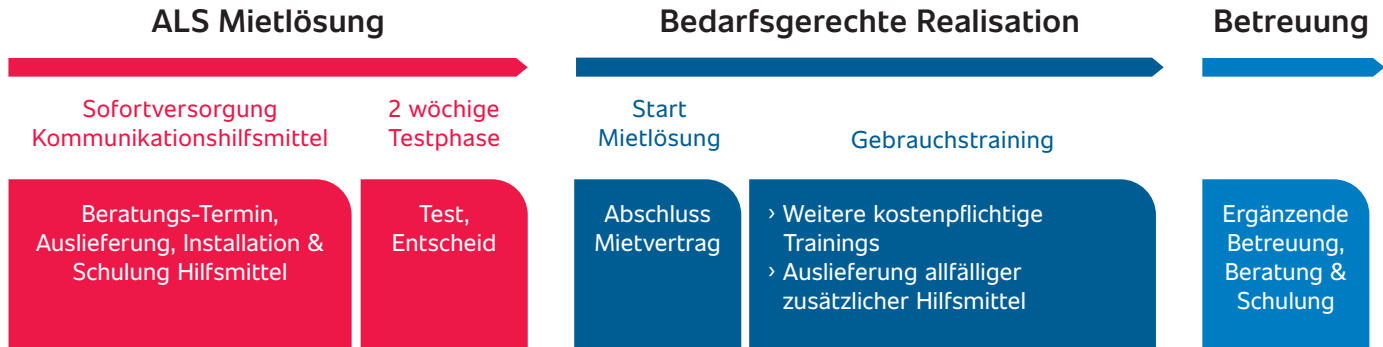 ALS Mietlösung
Sofortversorgung
Kommunikationshilfsmittel
2 wöchige
Testphase
Beratungs-Termin,
Auslieferung, Installation &
Schulung Hilfsmittel
Test,
Entscheid
Bedarfsgerechte Realisation
Start
Mietlösung
Gebrauchstraining
Abschluss
Mietvertrag
› Weitere kostenpflichtige
Trainings
› Auslieferung allfälliger
zusätzlicher Hilfsmittel
Betreuung
Ergänzende
Betreuung,
Beratung &
Schulung